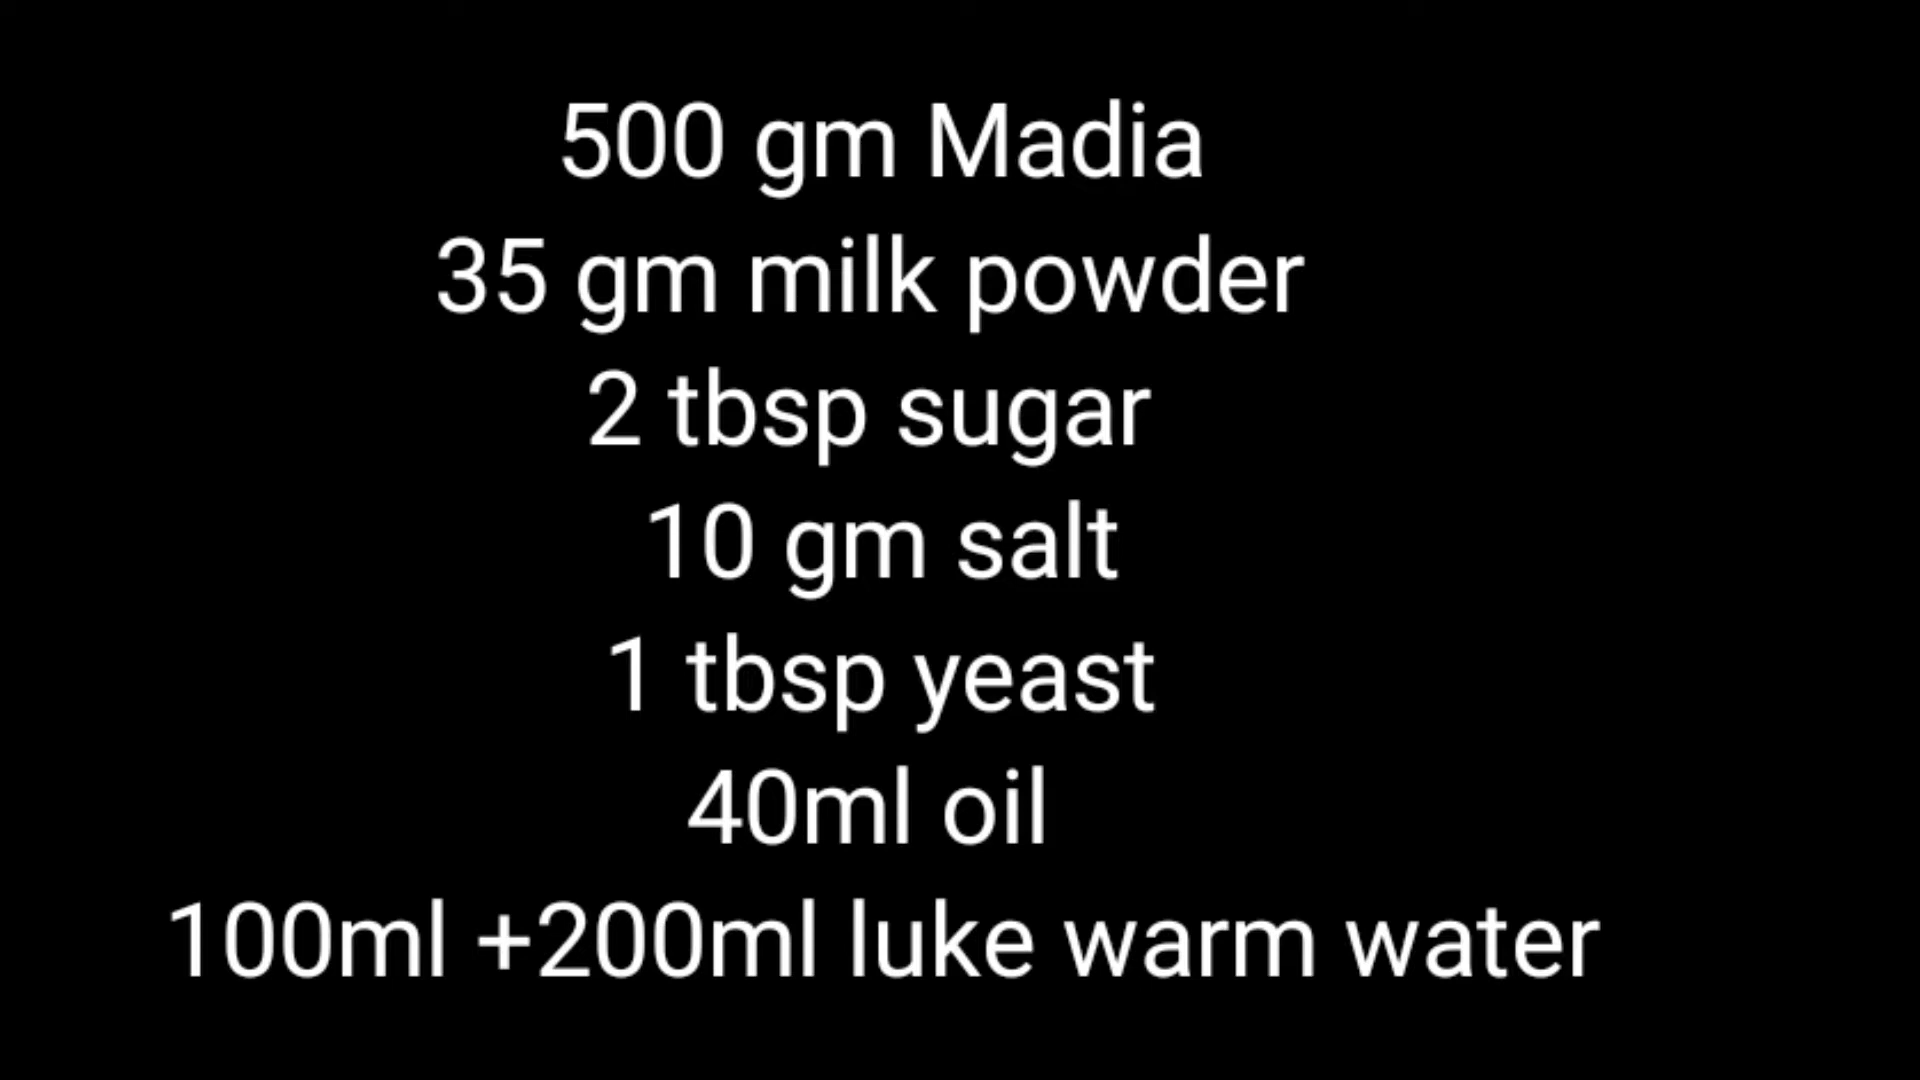 500 gm Madia
35 gm milk powder
2 tbsp sugar
10 gm salt
1 tbsp yeast
40ml oil
100ml +200ml luke warm water